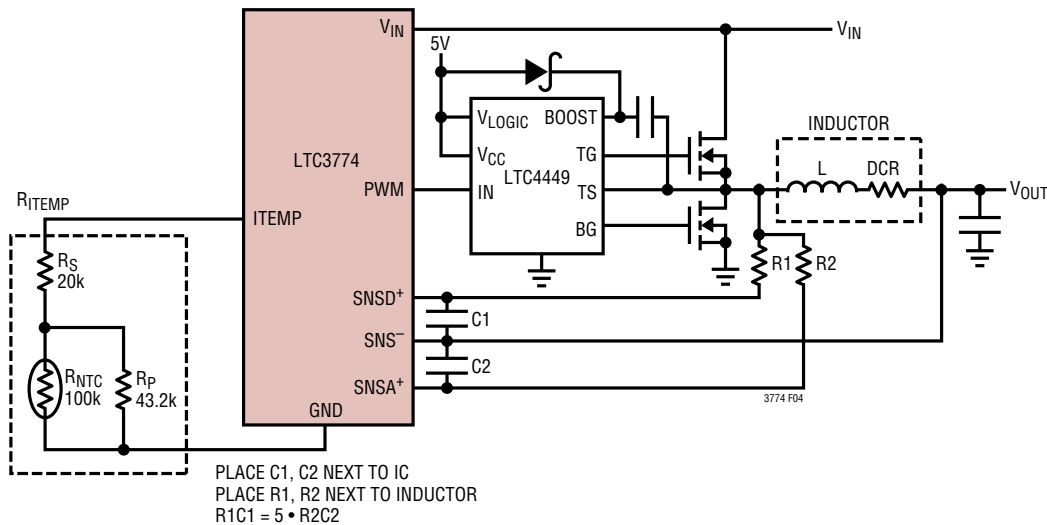 VIN
VIN
5V
INDUCTOR
VLOGIC
BOOST
LTC3774
VCC
TG
LTC4449
L
DCR
RITEMP
PWM
IN
TS
VOUT
ITEMP
BG
RS
20k
R1
R2
SNSD+
C1
SNS–
RNTC
100k
RP
43.2k
C2
SNSA+
3774 F04
GND
PLACE C1, C2 NEXT TO IC
PLACE R1, R2 NEXT TO INDUCTOR
R1C1 = 5 • R2C2